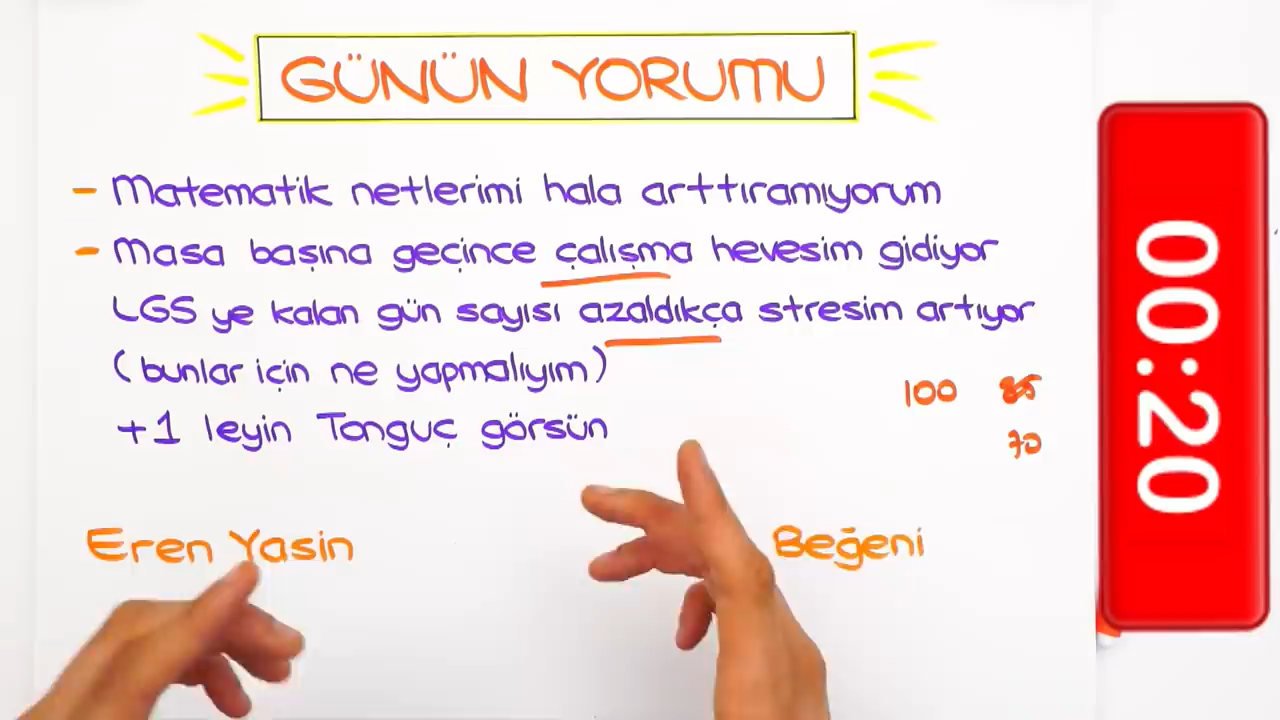 GÜNÜN YORUMU
- Matematik netlerimi hala arttıramıyorum
- Masa başına geçince çalışma hevesim gidiyor
LGS ye kalan gün sayısı azaldıkça stresim artıyor
(bunlar için ne yapmalıyım)
+1 leyin Tonguç görsün
100 85
70
Eren Yasin
Beğeni
00:20